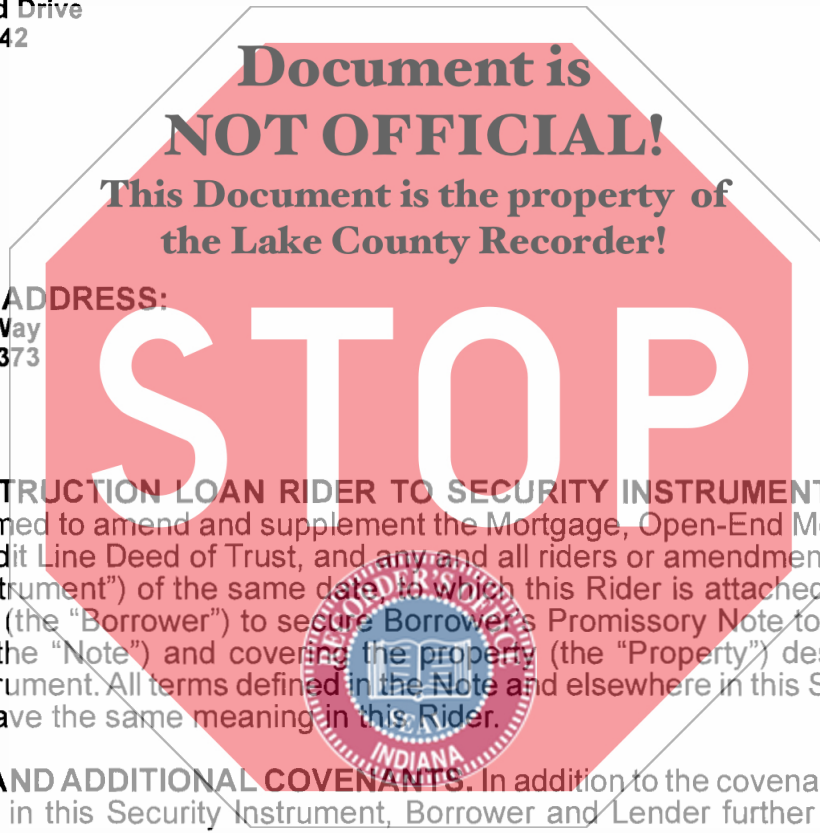 d Drive
42
Document is
NOT OFFICIAL!
This Document is the property of
the Lake County Recorder!
ADDRESS:
Way
373
STOP
TRUCTION LOAN RIDER TO SECURITY INSTRUMENT
med to amend and supplement the Mortgage, Open-End M
dit Line Deed of Trust, and any and all riders or amendmen
trument”) of the same date, to which this Rider is attached
(the “Borrower”) to secure Borrower's Promissory Note to
the “Note”) and covering the property (the “Property”) des
rument. All terms defined in the Note and elsewhere in this S
ave the same meaning in this Rider.
RECORDER'S OFFICE
SEAL
INDIANA
AND ADDITIONAL COVENANTS. In addition to the covena
in this Security Instrument, Borrower and Lender further